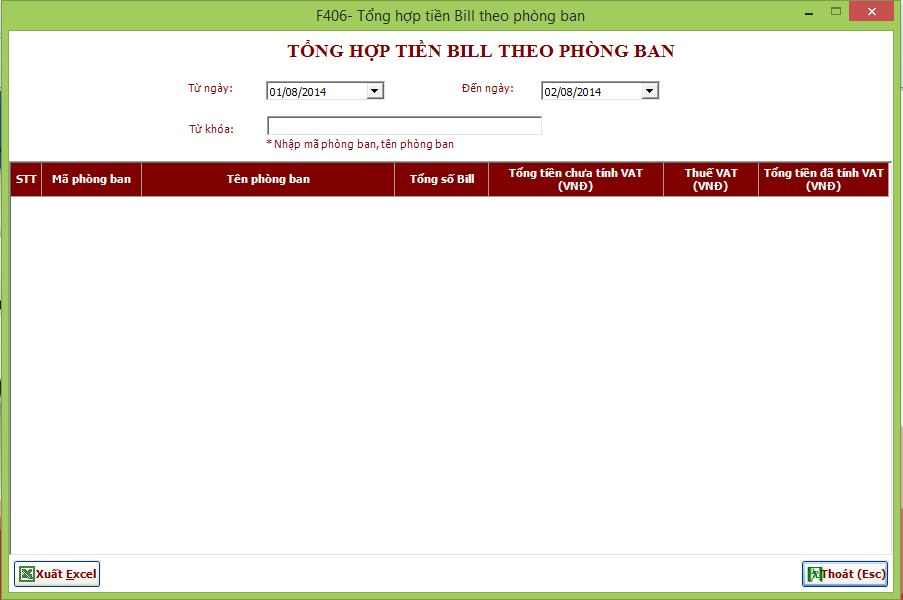 F406- Tổng hợp tiền Bill theo phòng ban
TỔNG HỢP TIỀN BILL THEO PHÒNG BAN
Từ ngày: 01/08/2014 Đến ngày: 02/08/2014
Từ khóa:
* Nhập mã phòng ban, tên phòng ban
STT Mã phòng ban Tên phòng ban Tổng số Bill Tổng tiền chưa tính VAT (VNĐ) Thuế VAT (VNĐ) Tổng tiền đã tính VAT (VNĐ)
Xuất Excel Thoát (Esc)